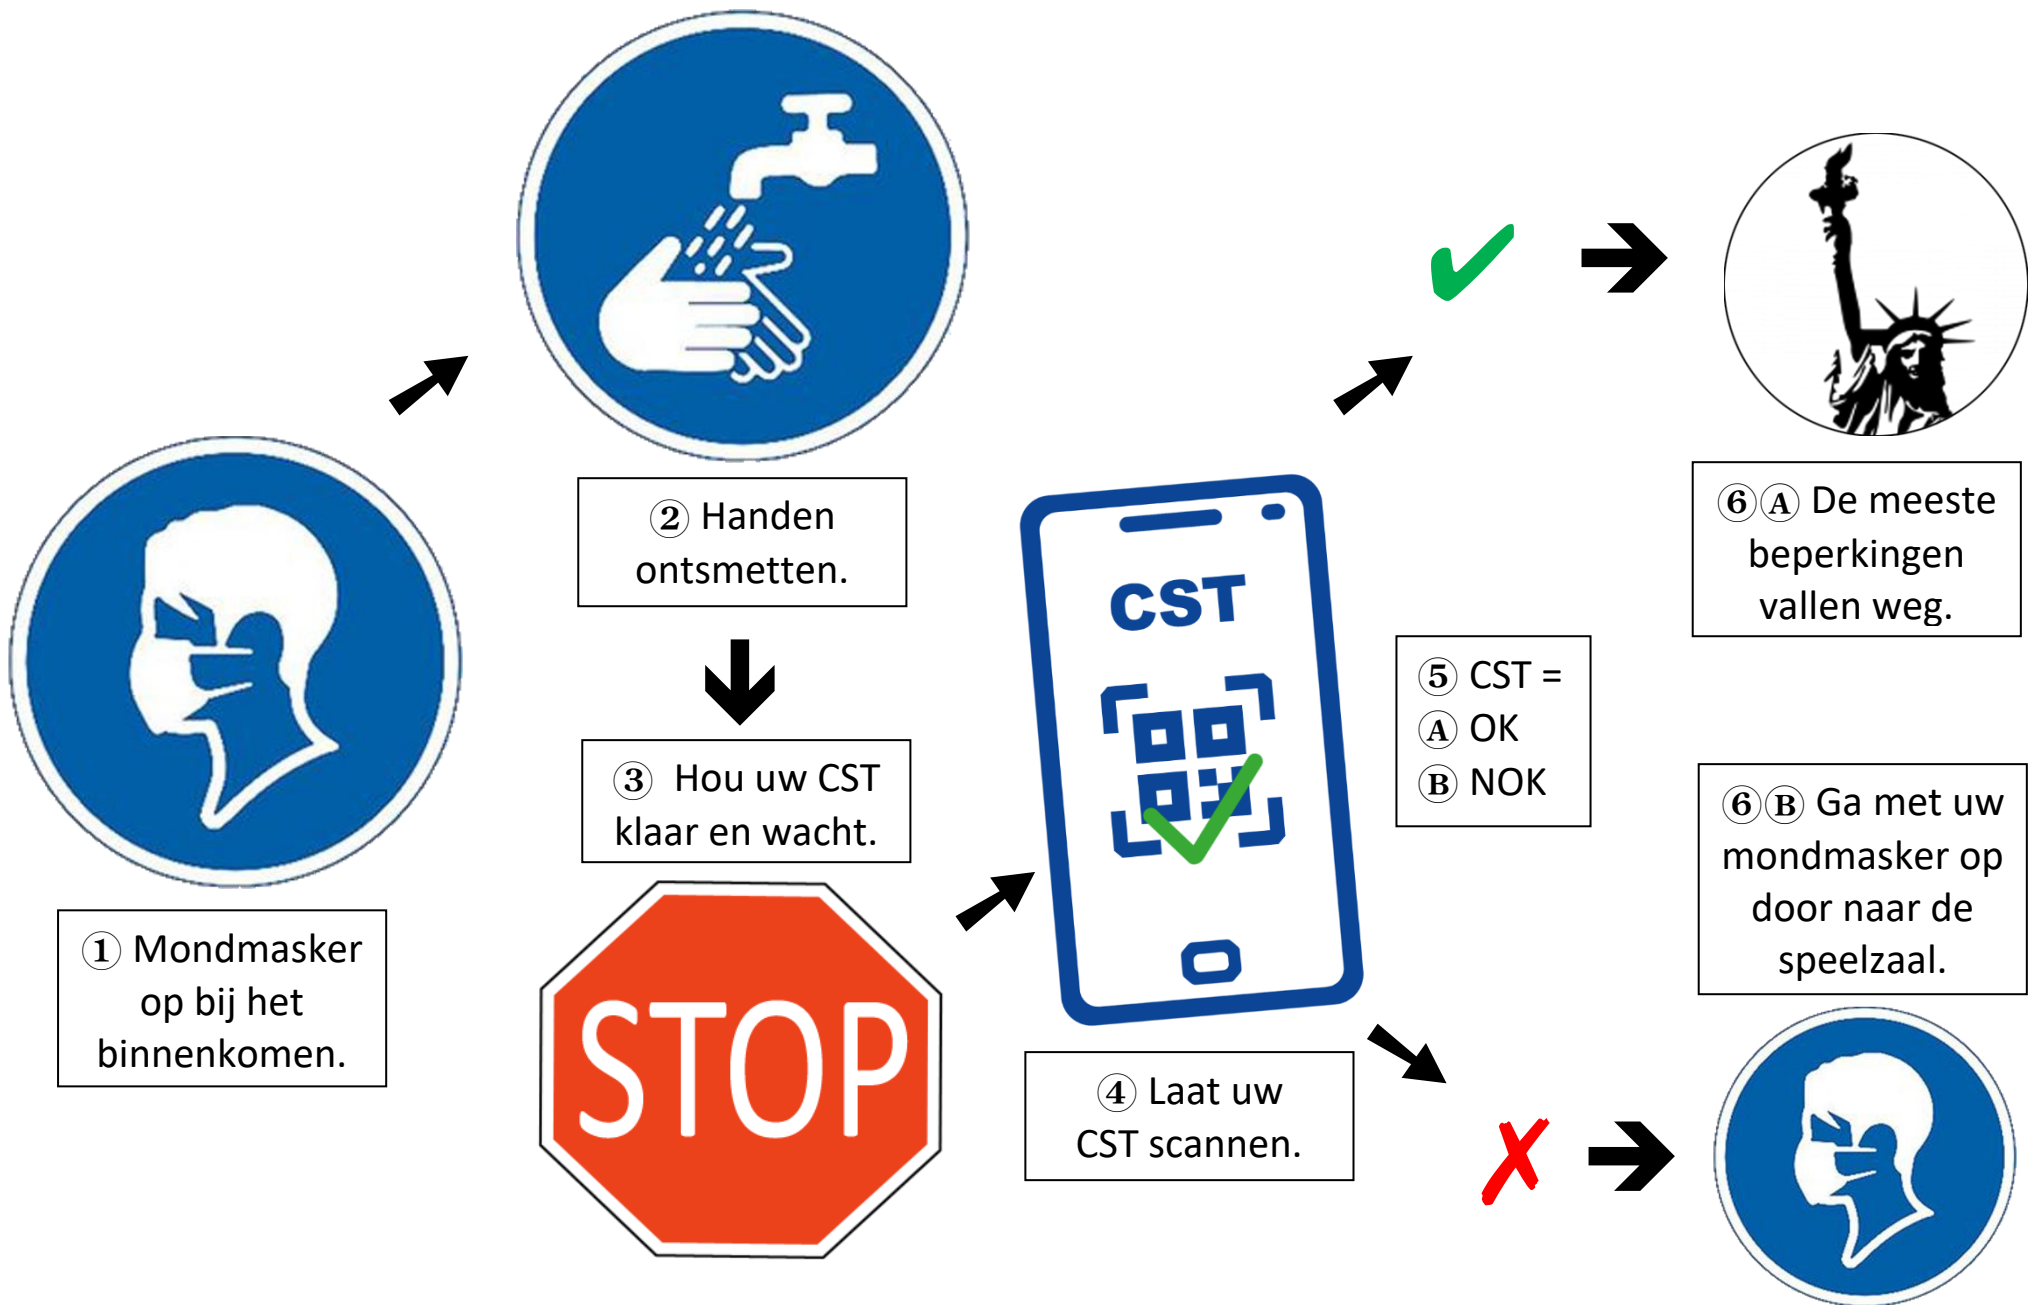 ① Mondmasker
op bij het
binnenkomen.
② Handen
ontsmetten.
③ Hou uw CST
klaar en wacht.
STOP
CST
④ Laat uw
CST scannen.
⑤ CST =
Ⓐ OK
Ⓑ NOK
⑥Ⓐ De meeste
beperkingen
vallen weg.
⑥Ⓑ Ga met uw
mondmasker op
door naar de
speelzaal.